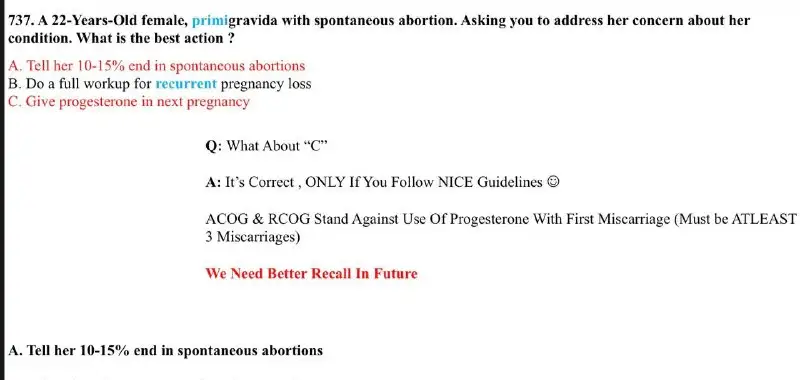 737. A 22-Years-Old female, primigravida with spontaneous abortion. Asking you to address her concern about her
condition. What is the best action ?
A. Tell her 10-15% end in spontaneous abortions
B. Do a full workup for recurrent pregnancy loss
C. Give progesterone in next pregnancy
Q: What About “C”
A: It’s Correct , ONLY If You Follow NICE Guidelines ☺
ACOG & RCOG Stand Against Use Of Progesterone With First Miscarriage (Must be ATLEAST
3 Miscarriages)
We Need Better Recall In Future
A. Tell her 10-15% end in spontaneous abortions